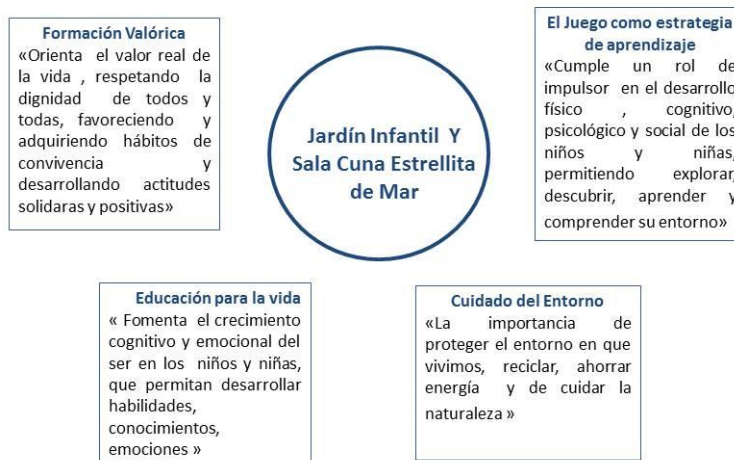 Formación Valórica
«Orienta el valor real de
la vida , respetando la
dignidad de todos y
todas, favoreciendo y
adquiriendo hábitos de
convivencia y
desarrollando actitudes
solidaras y positivas»
Jardín Infantil Y
Sala Cuna Estrellita
de Mar
El Juego como estrategia
de aprendizaje
«Cumple un rol de
impulsor en el desarrollo
físico , cognitivo,
psicológico y social de los
niños y niñas,
permitiendo explorar,
descubrir, aprender y
comprender su entorno»
Educación para la vida
« Fomenta el crecimiento
cognitivo y emocional del
ser en los niños y niñas,
que permitan desarrollar
habilidades,
conocimientos,
emociones »
Cuidado del Entorno
«La importancia de
proteger el entorno en que
vivimos, reciclar, ahorrar
energía y de cuidar la
naturaleza »